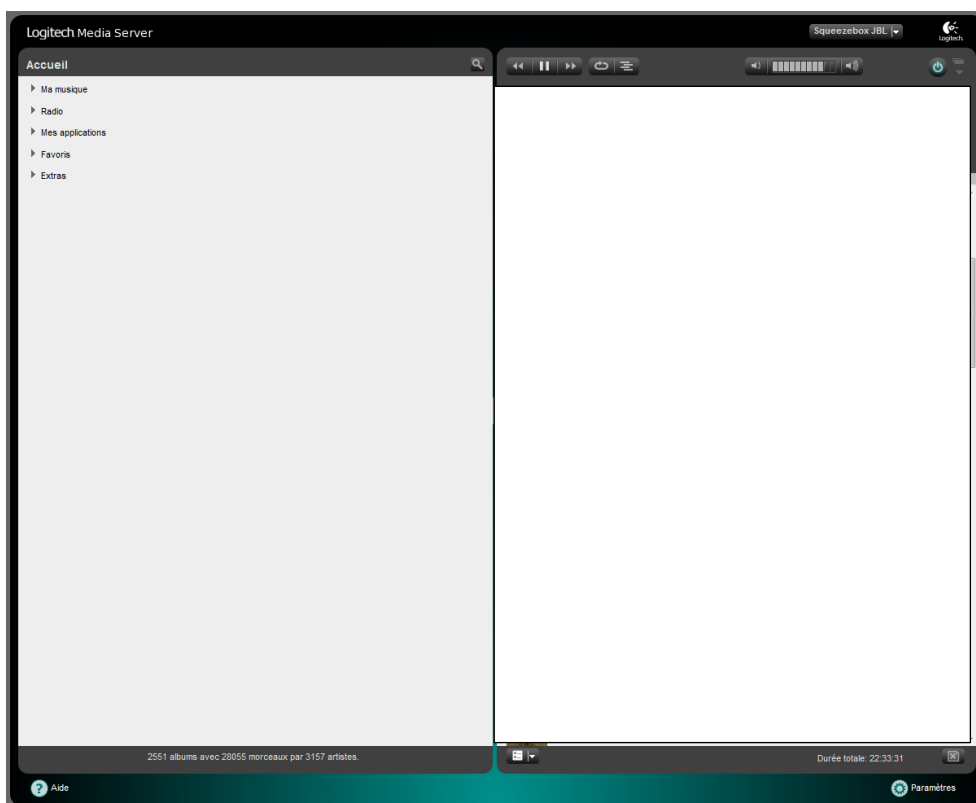 Logitech Media Server
Squeezebox JBL
Logitech
Accueil
Ma musique
Radio
Mes applications
Favoris
Extras
2551 albums avec 28055 morceaux par 3157 artistes.
Durée totale: 22:33:31
Aide
Paramètres